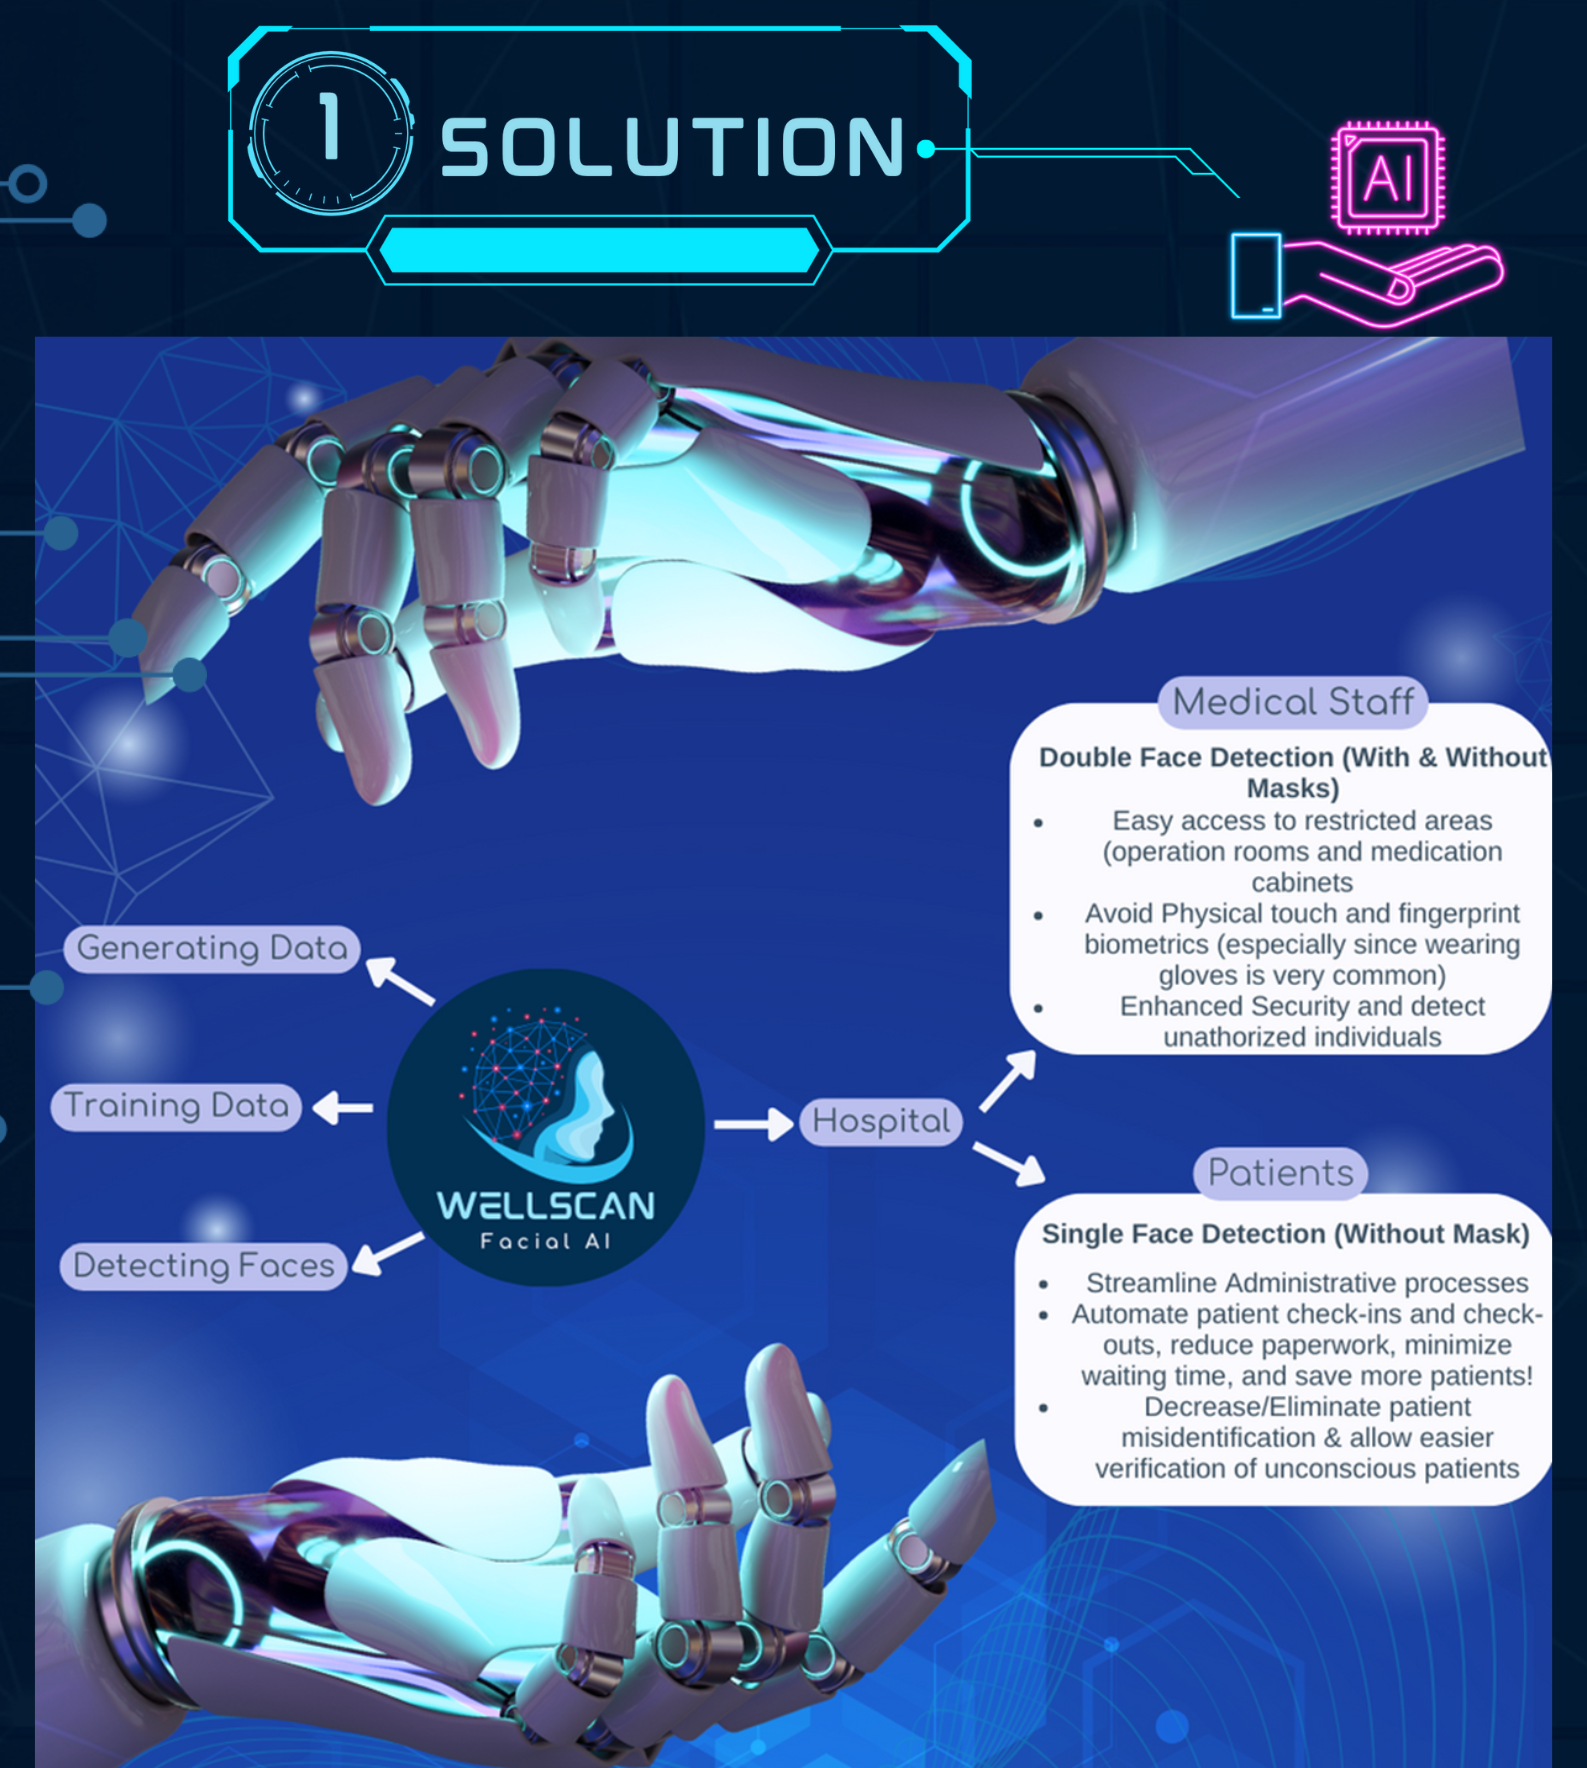 1
SOLUTION
AI
Medical Staff
Double Face Detection (With & Without
Masks)
• Easy access to restricted areas
(operation rooms and medication
cabinets
• Avoid Physical touch and fingerprint
biometrics (especially since wearing
gloves is very common)
• Enhanced Security and detect
unathorized individuals
Generating Data
Training Data
Detecting Faces
WELLSCAN
Facial AI
Hospital
Patients
Single Face Detection (Without Mask)
• Streamline Administrative processes
• Automate patient check-ins and check-
outs, reduce paperwork, minimize
waiting time, and save more patients!
• Decrease/Eliminate patient
misidentification & allow easier
verification of unconscious patients